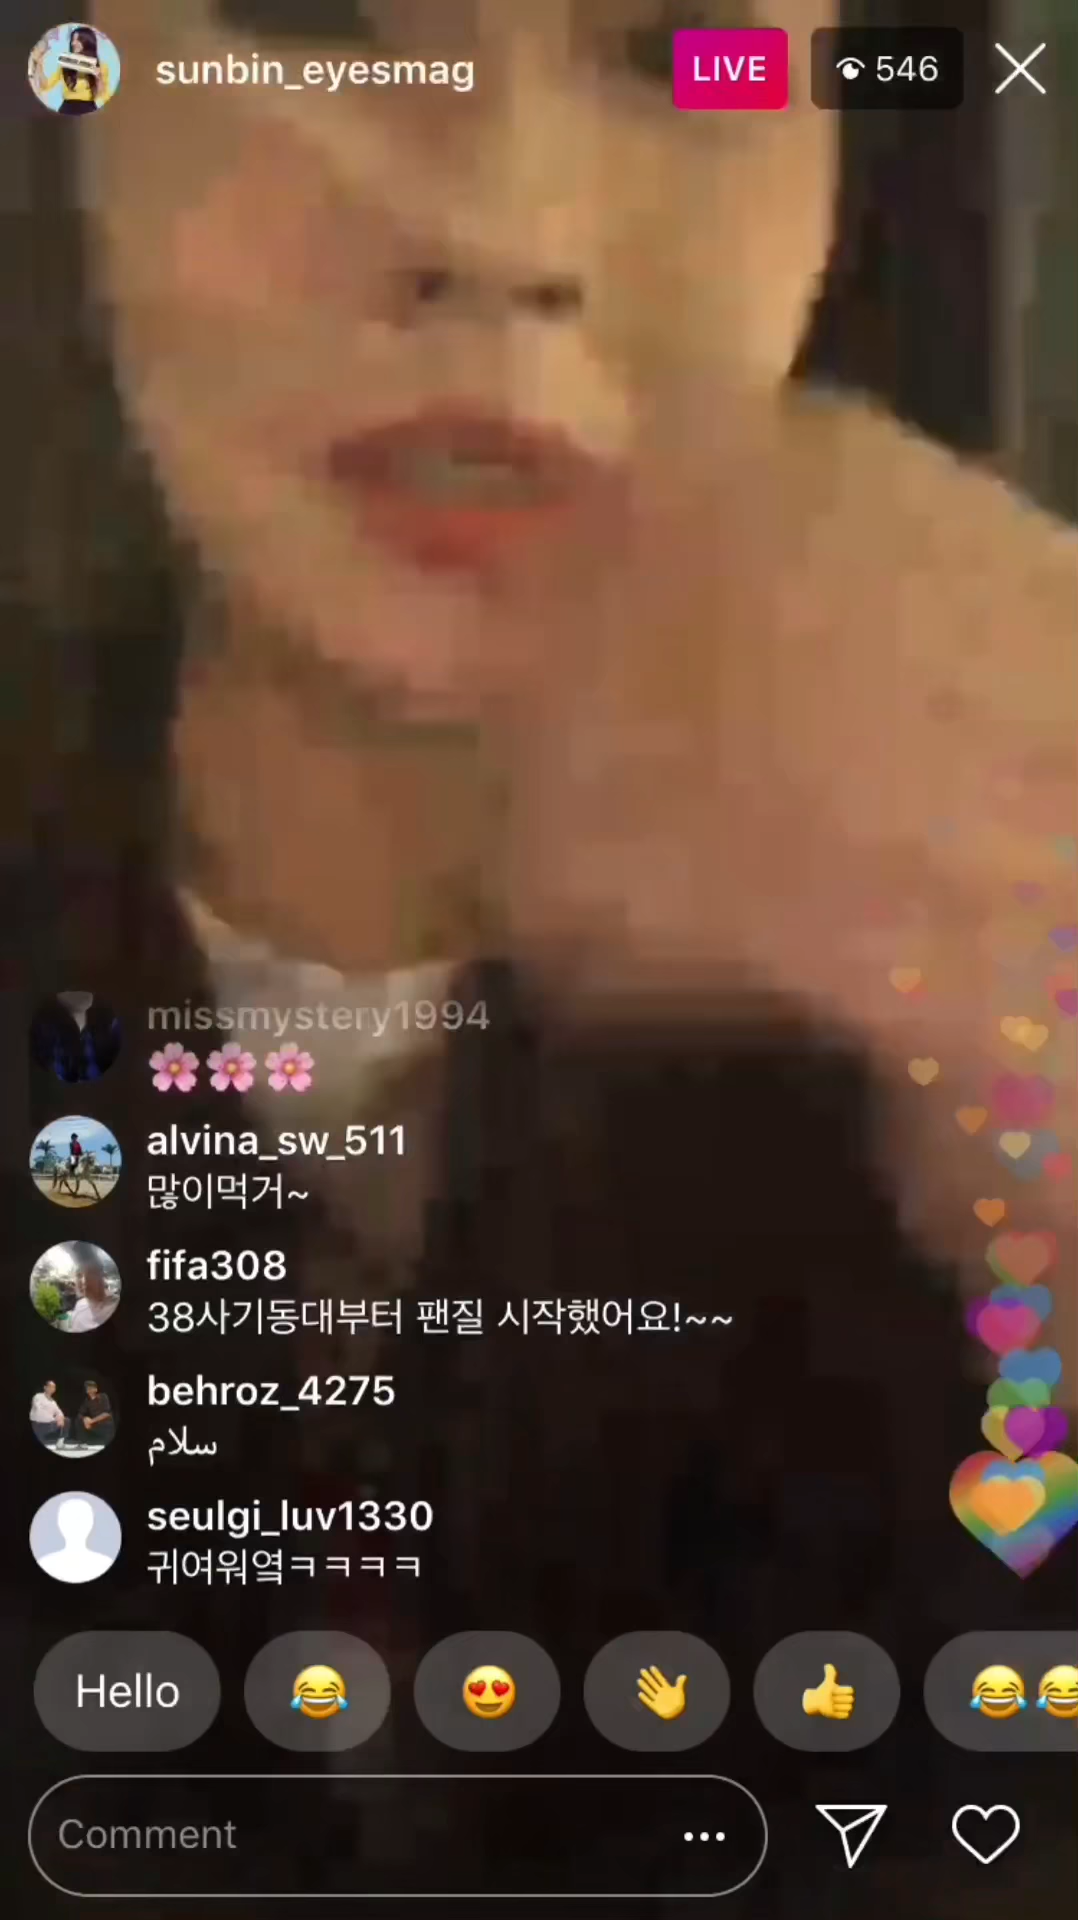 sunbin_eyesmag
LIVE
546
missmystery1994
🌸🌸🌸
alvina_sw_511
많이먹거~
fifa308
38사기동대부터 팬질 시작했어요!~~
behroz_4275
سلام
seulgi_luv1330
귀여워옄ㅋㅋㅋㅋ
Hello
😂
😍
👋
👍
😂😂
Comment